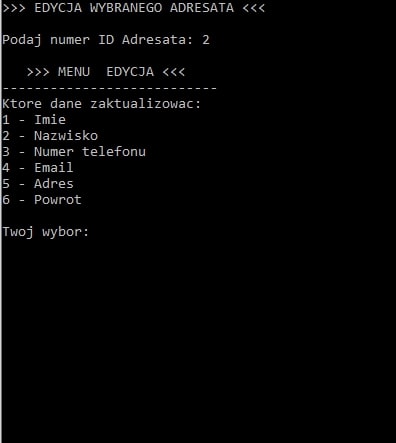 >>> EDYCJA WYBRANEGO ADRESATA <<<
Podaj numer ID Adresata: 2
>>> MENU  EDYCJA <<<
---------------------------
Ktore dane zaktualizowac:
1 - Imie
2 - Nazwisko
3 - Numer telefonu
4 - Email
5 - Adres
6 - Powrot
Twoj wybor: